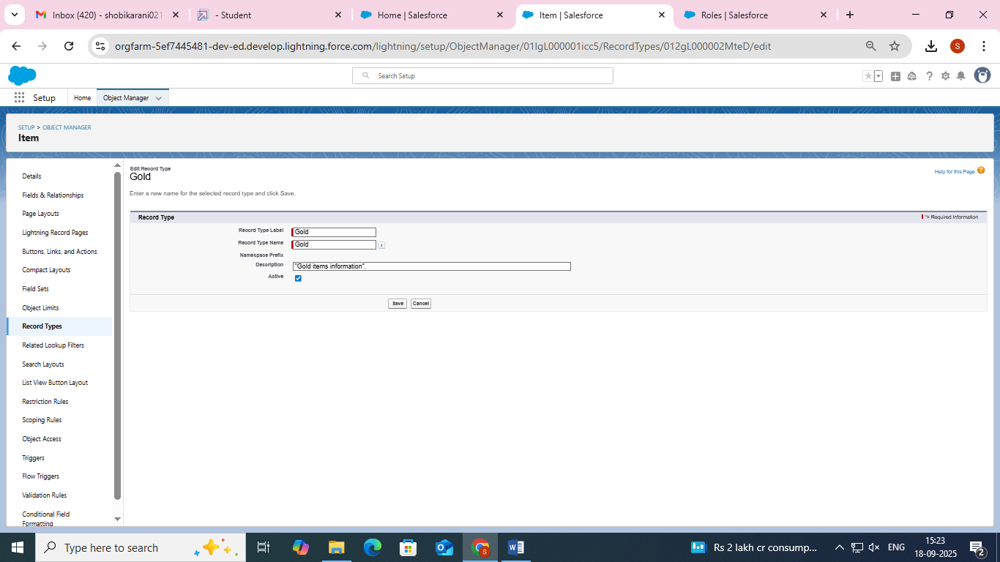 Inbox (420) - shobikarani021
- Student
Home | Salesforce
Item | Salesforce
Roles | Salesforce
orgfarm-5ef7445481-dev-ed.develop.lightning.force.com/lightning/setup/ObjectManager/01IgL000001icc5/RecordTypes/012gL000002MteD/edit
S
Search Setup
Setup
Home
Object Manager
SETUP > OBJECT MANAGER
Item
Details
Fields & Relationships
Page Layouts
Lightning Record Pages
Buttons, Links, and Actions
Compact Layouts
Field Sets
Object Limits
Record Types
Related Lookup Filters
Search Layouts
List View Button Layout
Restriction Rules
Scoping Rules
Object Access
Triggers
Flow Triggers
Validation Rules
Conditional Field
Formatting
Edit Record Type
Gold
Help for this Page
Enter a new name for the selected record type and click Save.
Record Type
= Required Information
Record Type Label Gold
Record Type Name Gold
Namespace Prefix
Description "Gold items information".
Active
Save Cancel
Type here to search
Rs 2 lakh cr consump...
ENG
15:23
18-09-2025
2